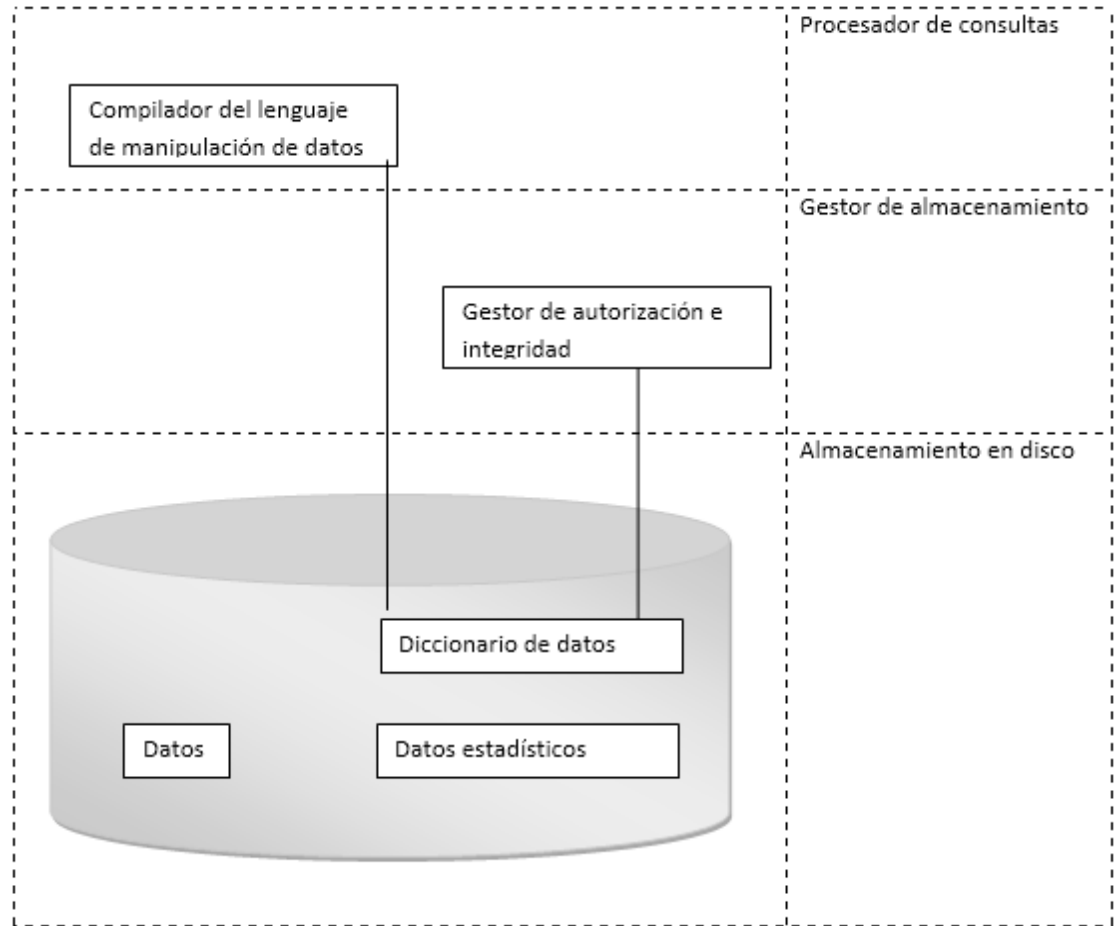 Procesador de consultas
Compilador del lenguaje
de manipulación de datos
Gestor de almacenamiento
Gestor de autorización e
integridad
Almacenamiento en disco
Diccionario de datos
Datos
Datos estadísticos